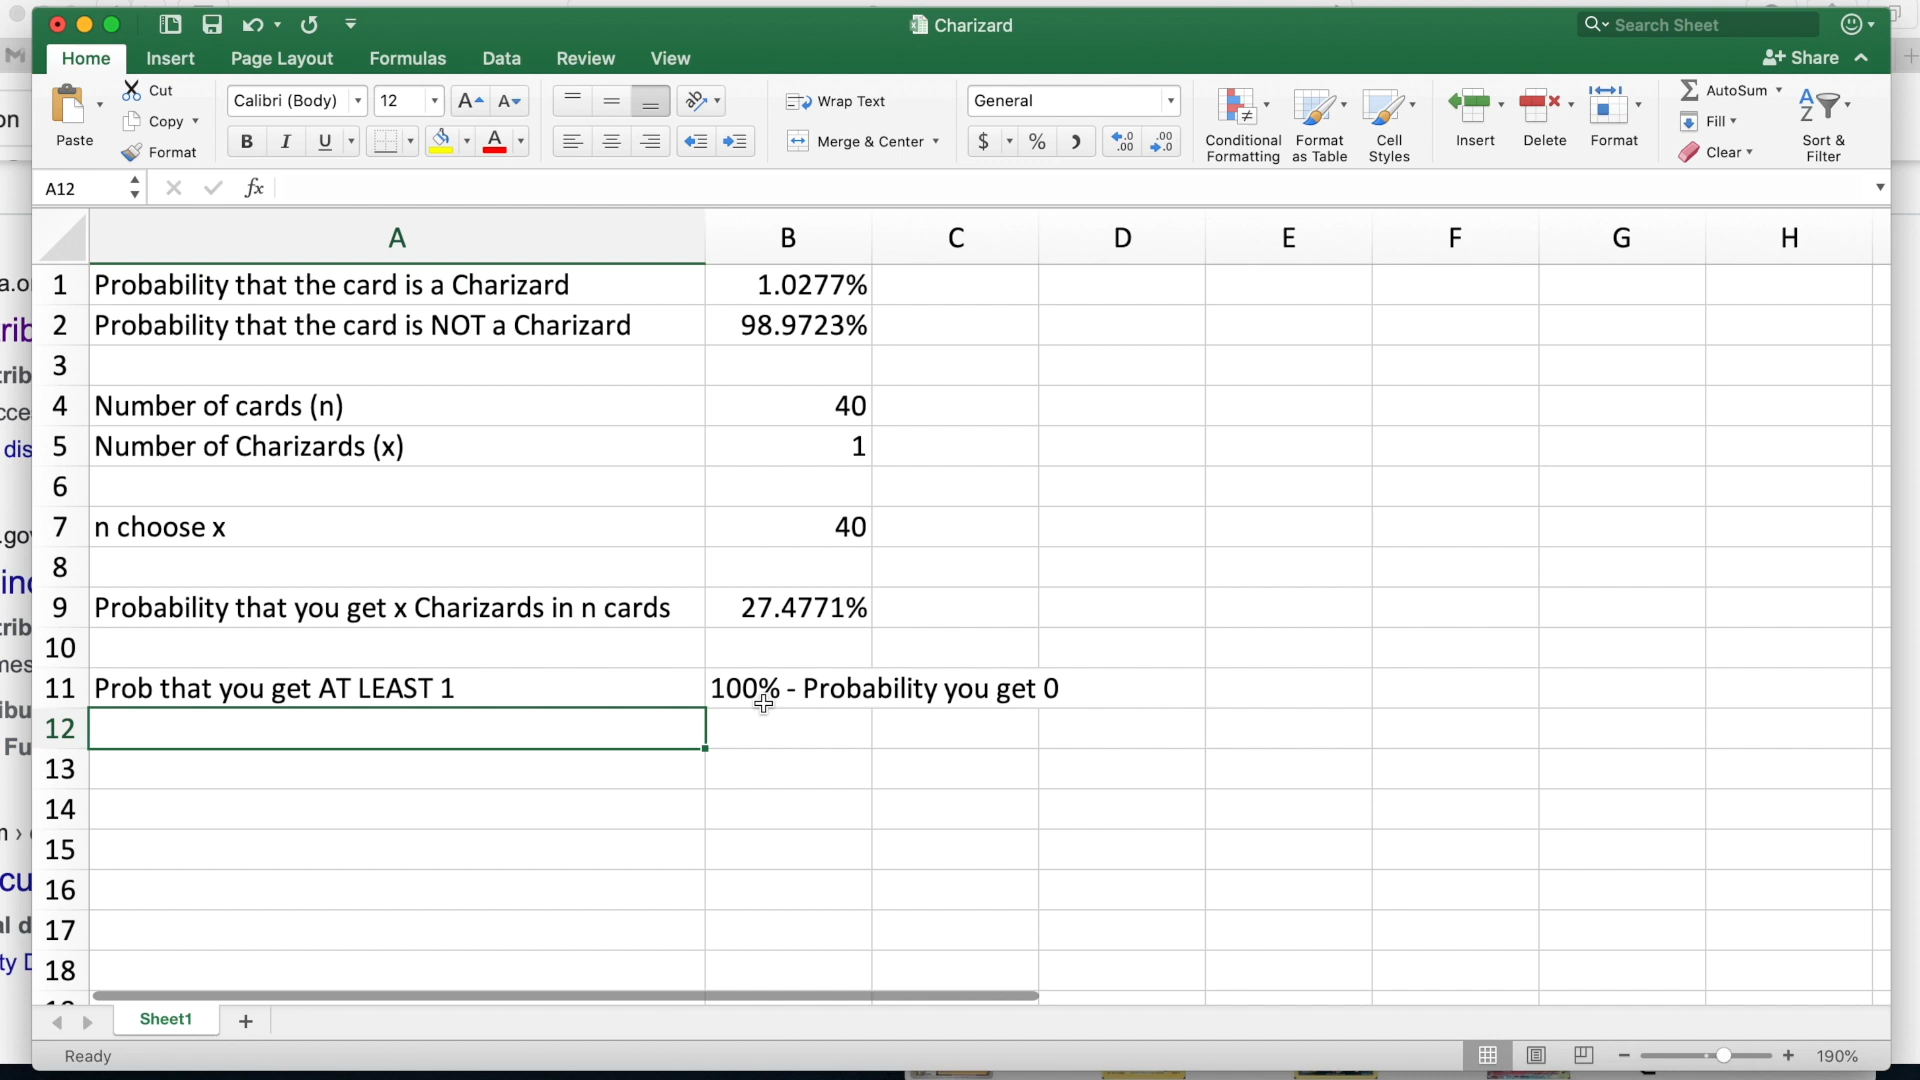 Charizard
Search Sheet
Home Insert Page Layout Formulas Data Review View
Share
Paste
Cut
Copy
Format
Calibri (Body) 12
A A
B I U A
Wrap Text
Merge & Center
General
$ %
Conditional Formatting
Format as Table
Cell Styles
Insert
Delete
Format
AutoSum
Fill
Clear
Sort & Filter
A12
fx
A B C D E F G H
1 Probability that the card is a Charizard 1.0277%
2 Probability that the card is NOT a Charizard 98.9723%
3
4 Number of cards (n) 40
5 Number of Charizards (x) 1
6
7 n choose x 40
8
9 Probability that you get x Charizards in n cards 27.4771%
10
11 Prob that you get AT LEAST 1 100% - Probability you get 0
12
13
14
15
16
17
18
Sheet1
Ready
190%